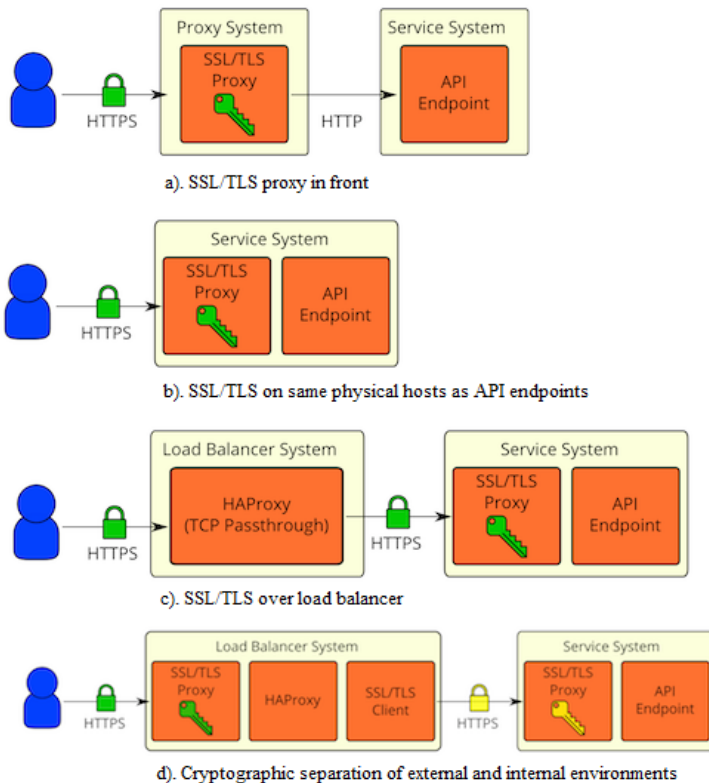 Proxy System
Service System
SSL/TLS
Proxy
API
Endpoint
HTTPS
HTTP
a). SSL/TLS proxy in front
Service System
SSL/TLS
Proxy
API
Endpoint
HTTPS
b). SSL/TLS on same physical hosts as API endpoints
Load Balancer System
Service System
HAProxy
(TCP Passthrough)
SSL/TLS
Proxy
API
Endpoint
HTTPS
HTTPS
c). SSL/TLS over load balancer
Load Balancer System
Service System
SSL/TLS
Proxy
HAProxy
SSL/TLS
Client
SSL/TLS
Proxy
API
Endpoint
HTTPS
HTTPS
d). Cryptographic separation of external and internal environments